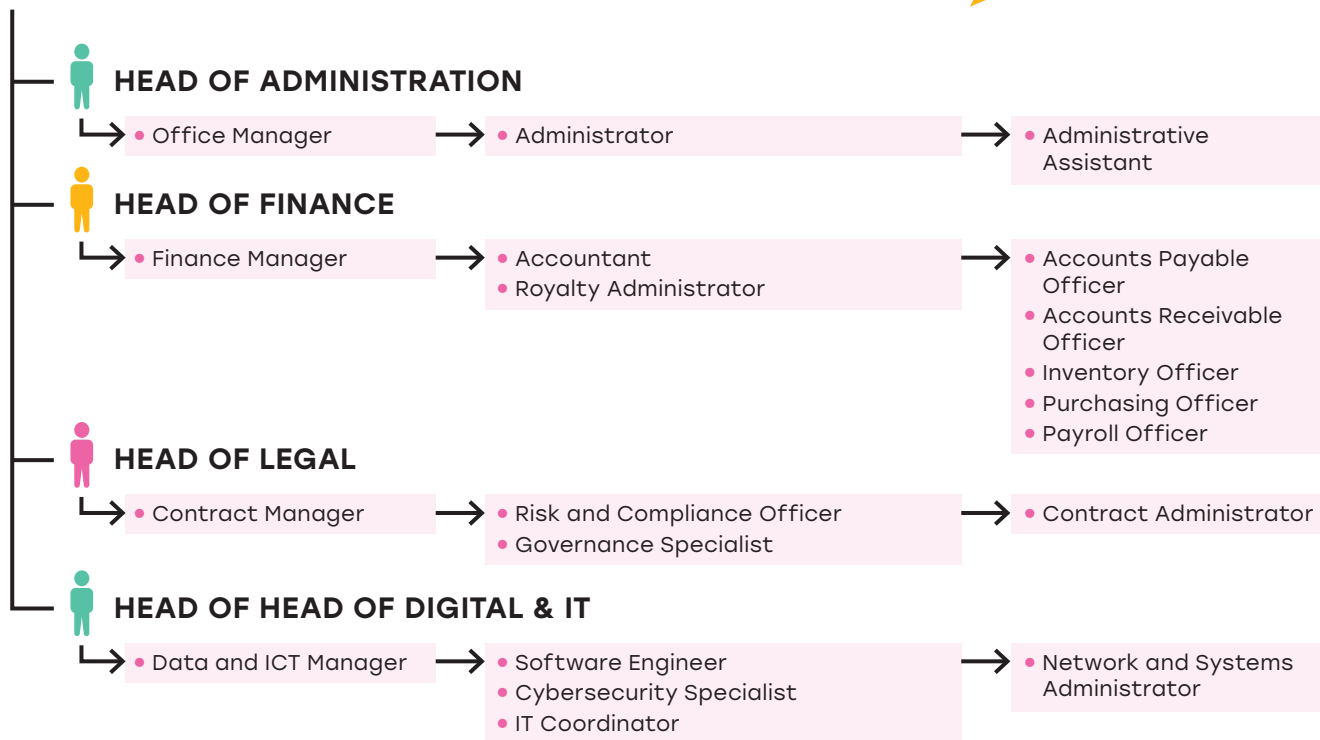 HEAD OF ADMINISTRATION
• Office Manager
• Administrator
• Administrative
Assistant
HEAD OF FINANCE
• Finance Manager
• Accountant
• Royalty Administrator
• Accounts Payable
Officer
• Accounts Receivable
Officer
• Inventory Officer
• Purchasing Officer
• Payroll Officer
HEAD OF LEGAL
• Contract Manager
• Risk and Compliance Officer
• Governance Specialist
• Contract Administrator
HEAD OF HEAD OF DIGITAL & IT
• Data and ICT Manager
• Software Engineer
• Cybersecurity Specialist
• IT Coordinator
• Network and Systems
Administrator